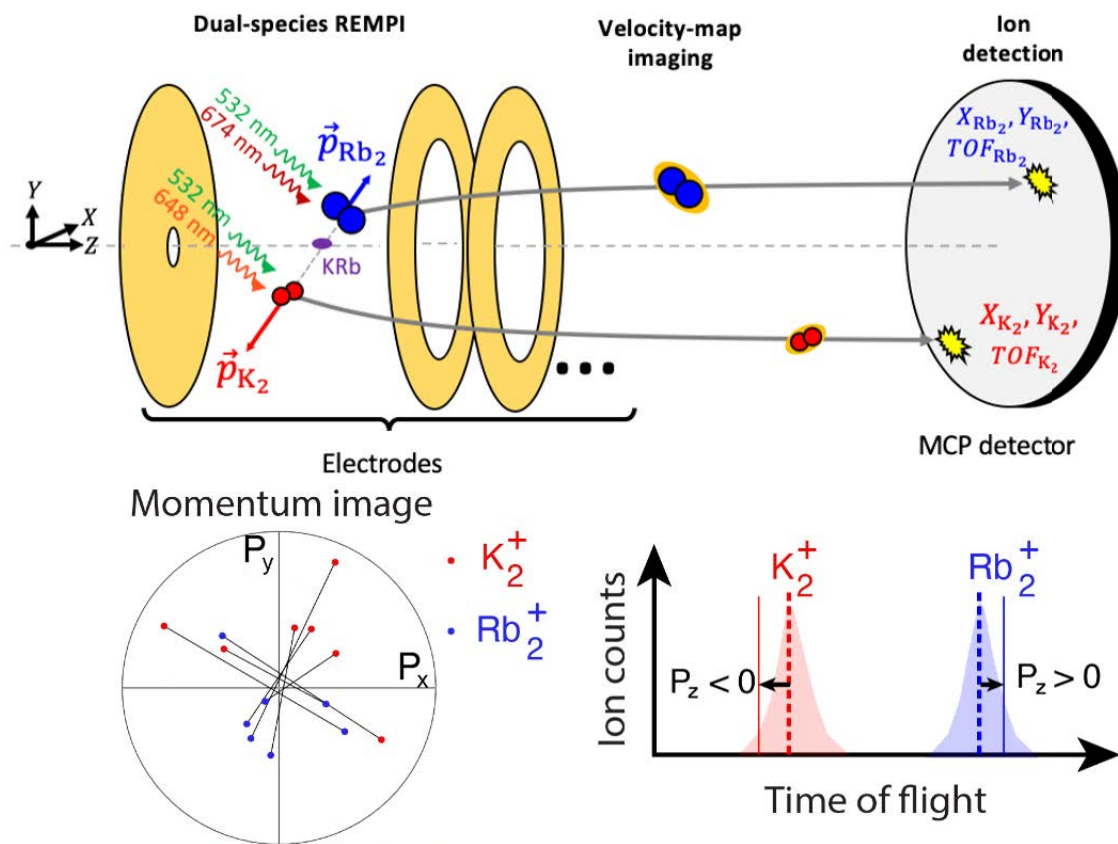 Dual-species REMPI
Velocity-map
imaging
Ion
detection
532 nm
674 nm
532 nm
648 nm
Y
X
Z
p⃗Rb₂
KRb
p⃗K₂
XRb₂, YRb₂,
TOFRb₂
XK₂, YK₂,
TOFK₂
...
Electrodes
MCP detector
Momentum image
Py
Px
K₂⁺
Rb₂⁺
Ion counts
K₂⁺
Rb₂⁺
Pz < 0
Pz > 0
Time of flight